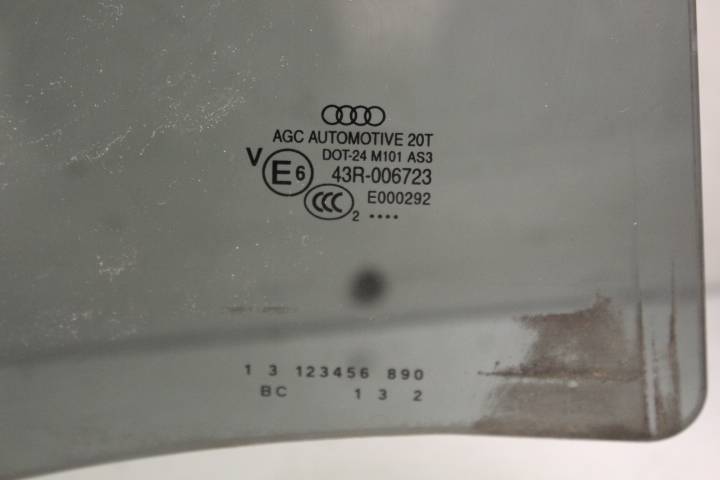 AGC AUTOMOTIVE 20T
DOT-24 M101 AS3
V E6 43R-006723
CCC E000292
2 ••••
1 3 123456 890
BC 1 3 2